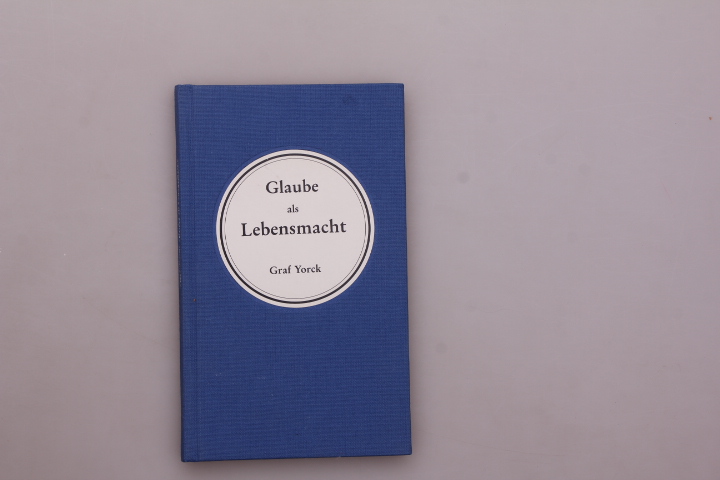 Glaube
als
Lebensmacht
Graf Yorck